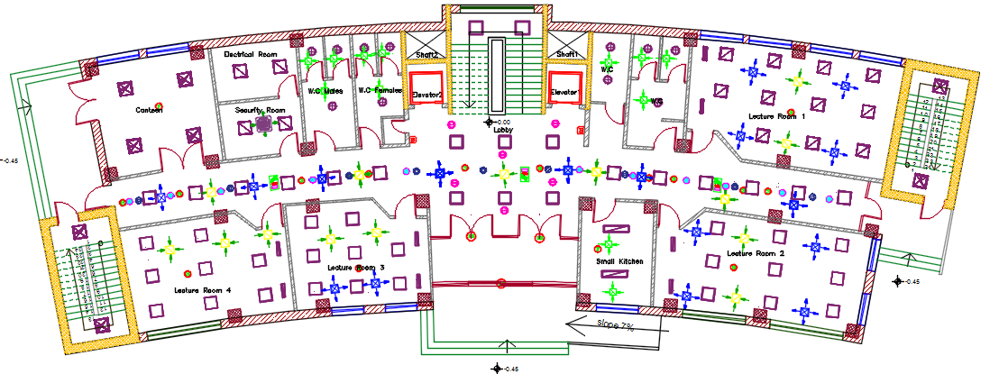 Shaft2
Shaft1
Electrical Room
W.C
Elevator2
Elevator1
W.C Males
W.C Females
Canteen
Security Room
W.C
Lecture Room 1
0.00
Lobby
-0.45
Lecture Room 2
Small Kitchen
Lecture Room 3
Lecture Room 4
-0.45
slope 7%
-0.45